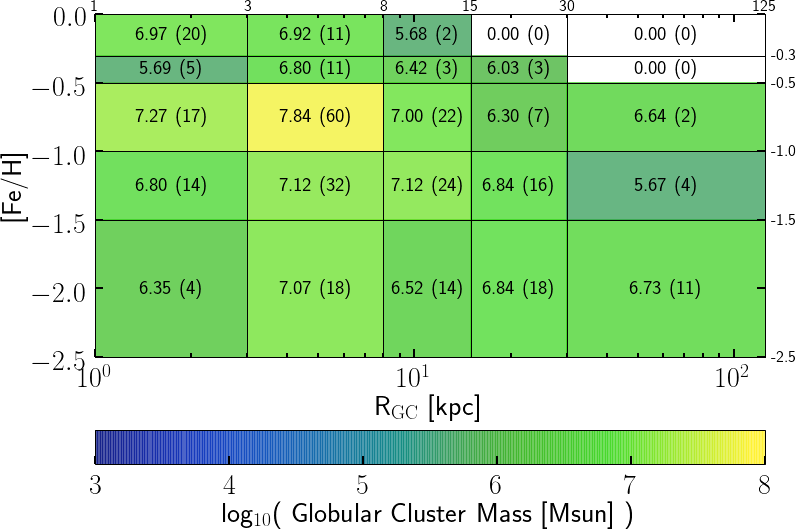 1 3 8 15 30 125
0.0 6.97 (20) 6.92 (11) 5.68 (2) 0.00 (0) 0.00 (0)
-0.3
5.69 (5) 6.80 (11) 6.42 (3) 6.03 (3) 0.00 (0)
−0.5 -0.5
7.27 (17) 7.84 (60) 7.00 (22) 6.30 (7) 6.64 (2)
−1.0 -1.0
6.80 (14) 7.12 (32) 7.12 (24) 6.84 (16) 5.67 (4)
[Fe/H]
−1.5 -1.5
−2.0 6.35 (4) 7.07 (18) 6.52 (14) 6.84 (18) 6.73 (11)
−2.5 -2.5
10⁰ 10¹ 10²
R_GC [kpc]
3 4 5 6 7 8
log₁₀( Globular Cluster Mass [Msun] )